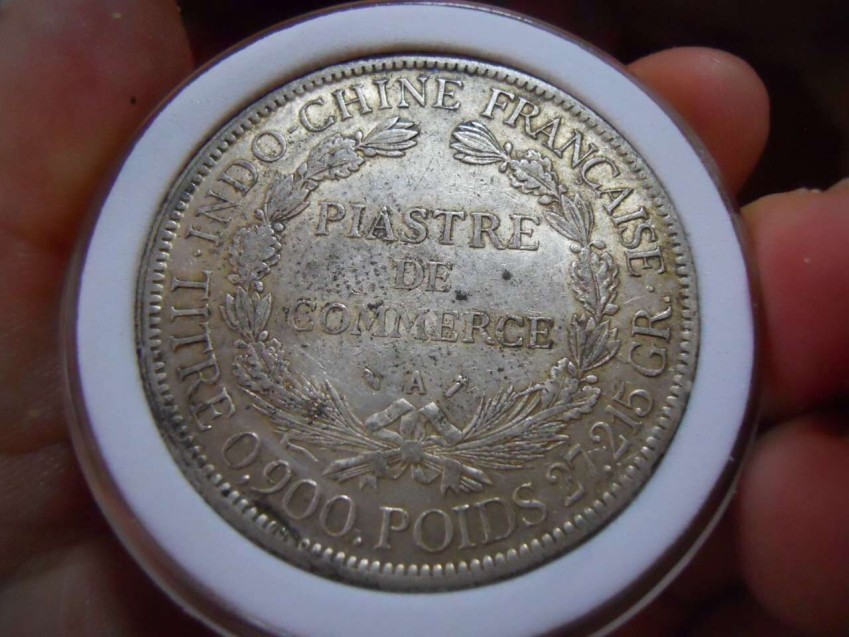 INDO-CHINE FRANÇAISE
PIASTRE
DE
COMMERCE
A
TITRE 0,900. POIDS 27.215 GR.